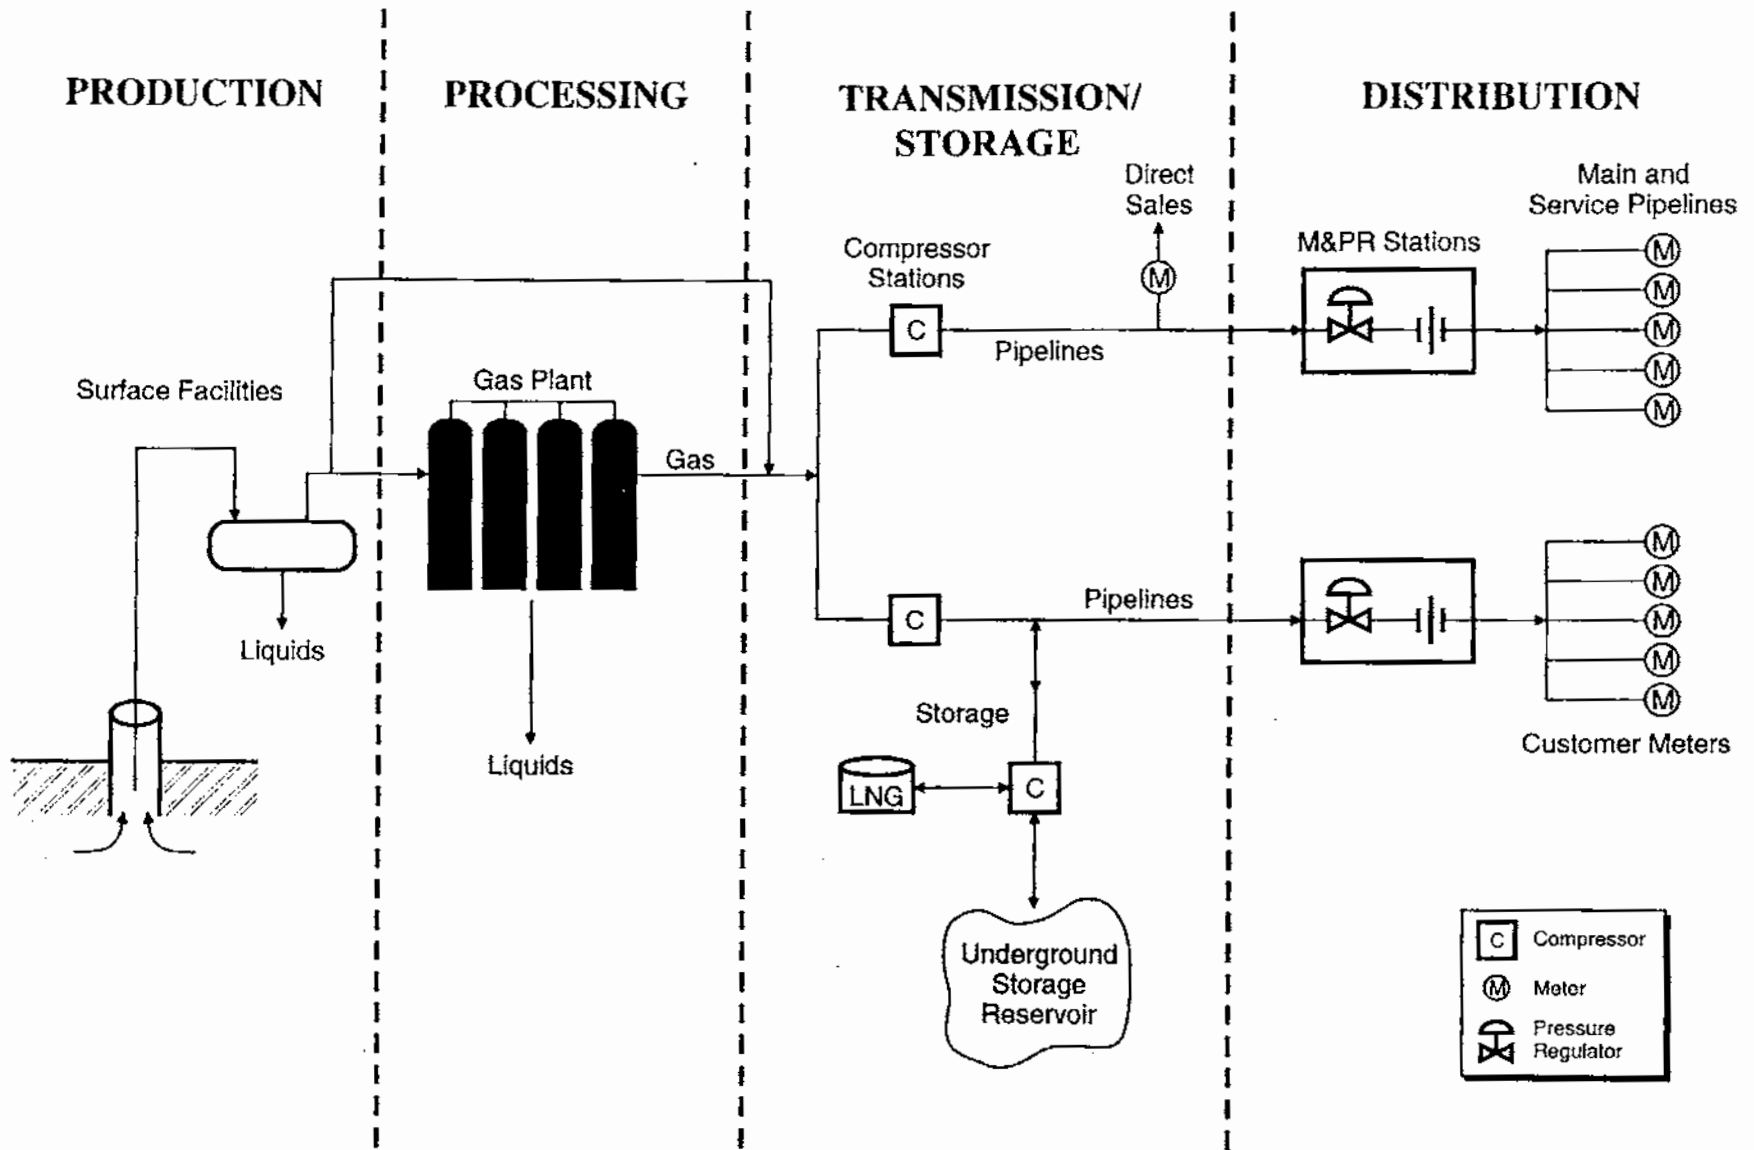 PRODUCTION
PROCESSING
TRANSMISSION/
STORAGE
DISTRIBUTION
Direct
Sales
Main and
Service Pipelines
Compressor
Stations
M&PR Stations
M
M
M
M
M
M
C
Pipelines
Surface Facilities
Gas Plant
Gas
Liquids
Liquids
C
Pipelines
M
M
M
M
M
Storage
Customer Meters
LNG
C
Underground
Storage
Reservoir
C Compressor
M Meter
Pressure
Regulator